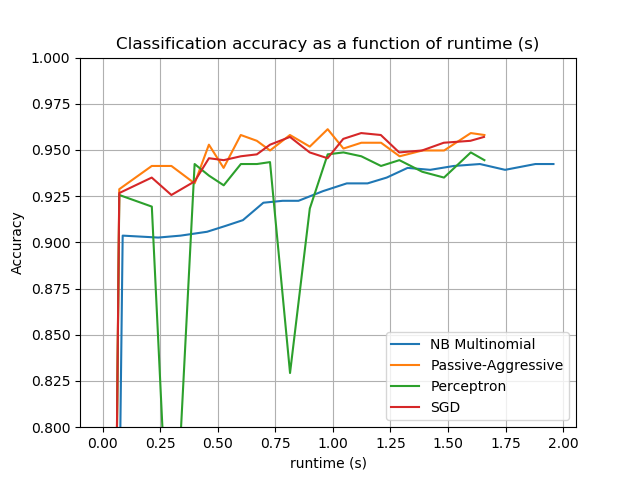 Classification accuracy as a function of runtime (s)
1.000
0.975
0.950
0.925
0.900
0.875
0.850
0.825
0.800
Accuracy
NB Multinomial
Passive-Aggressive
Perceptron
SGD
0.00 0.25 0.50 0.75 1.00 1.25 1.50 1.75 2.00
runtime (s)